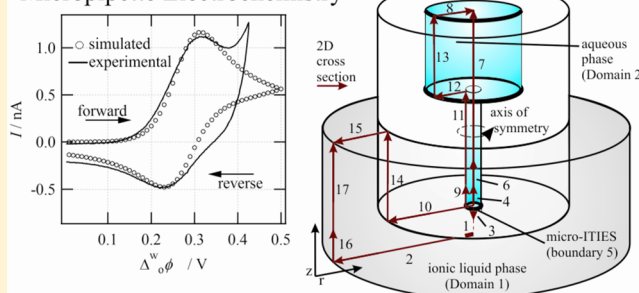 simulated
experimental
forward
reverse
I / nA
1.0
0.5
0.0
-0.5
0.1
0.2
0.3
0.4
0.5
Δʷₒϕ / V
2D
cross
section
8
13
7
12
11
15
14
17
9
10
6
4
1
3
16
2
aqueous
phase
(Domain 2
axis of
symmetry
micro-ITIES
(boundary 5)
ionic liquid phase
(Domain 1)
z
r